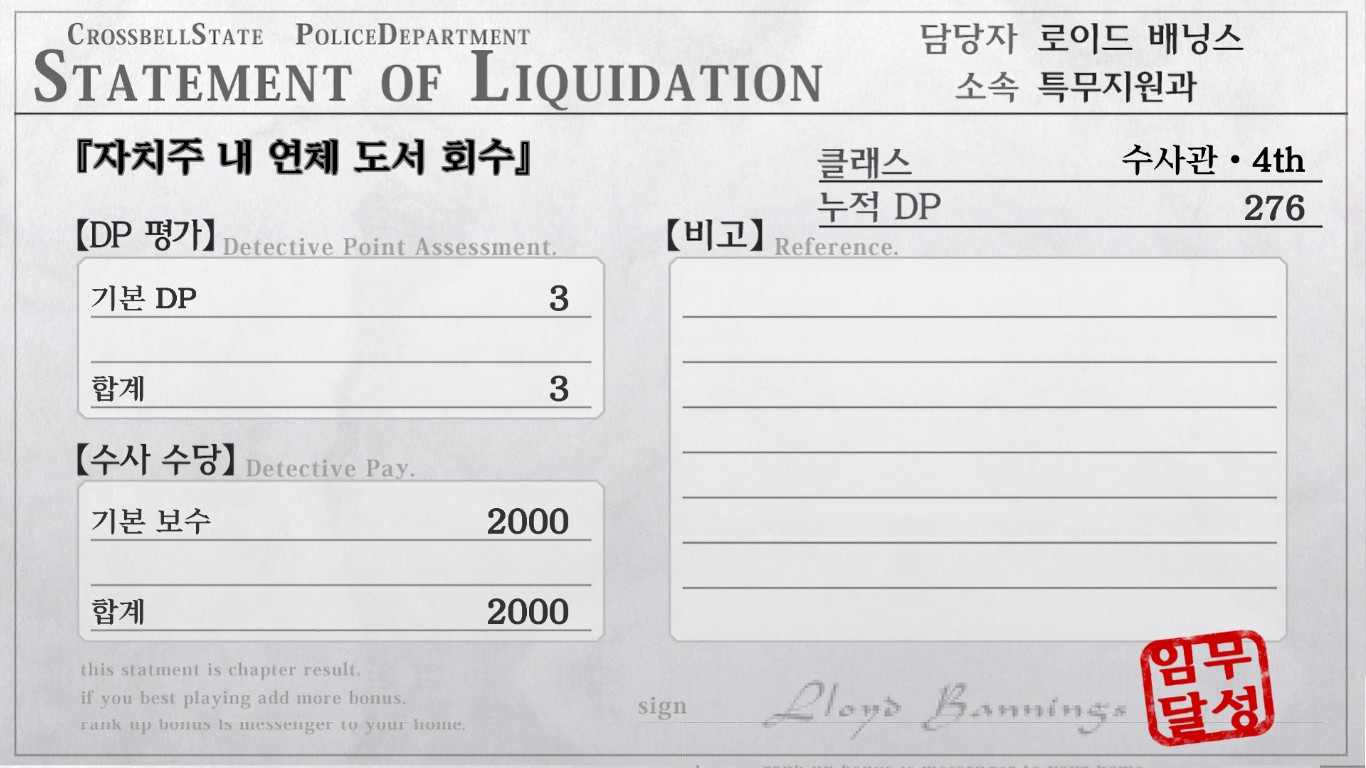 CROSSBELLSTATE POLICEDEPARTMENT
STATEMENT OF LIQUIDATION
담당자 로이드 배닝스
소속 특무지원과
『자치주 내 연체 도서 회수』
클래스 수사관・4th
누적 DP 276
【DP 평가】 Detective Point Assessment.
기본 DP 3
합계 3
【수사 수당】 Detective Pay.
기본 보수 2000
합계 2000
【비고】 Reference.
this statment is chapter result.
if you best playing add more bonus.
rank up bonus is messenger to your home.
sign Lloyd Bannings
임무
달성